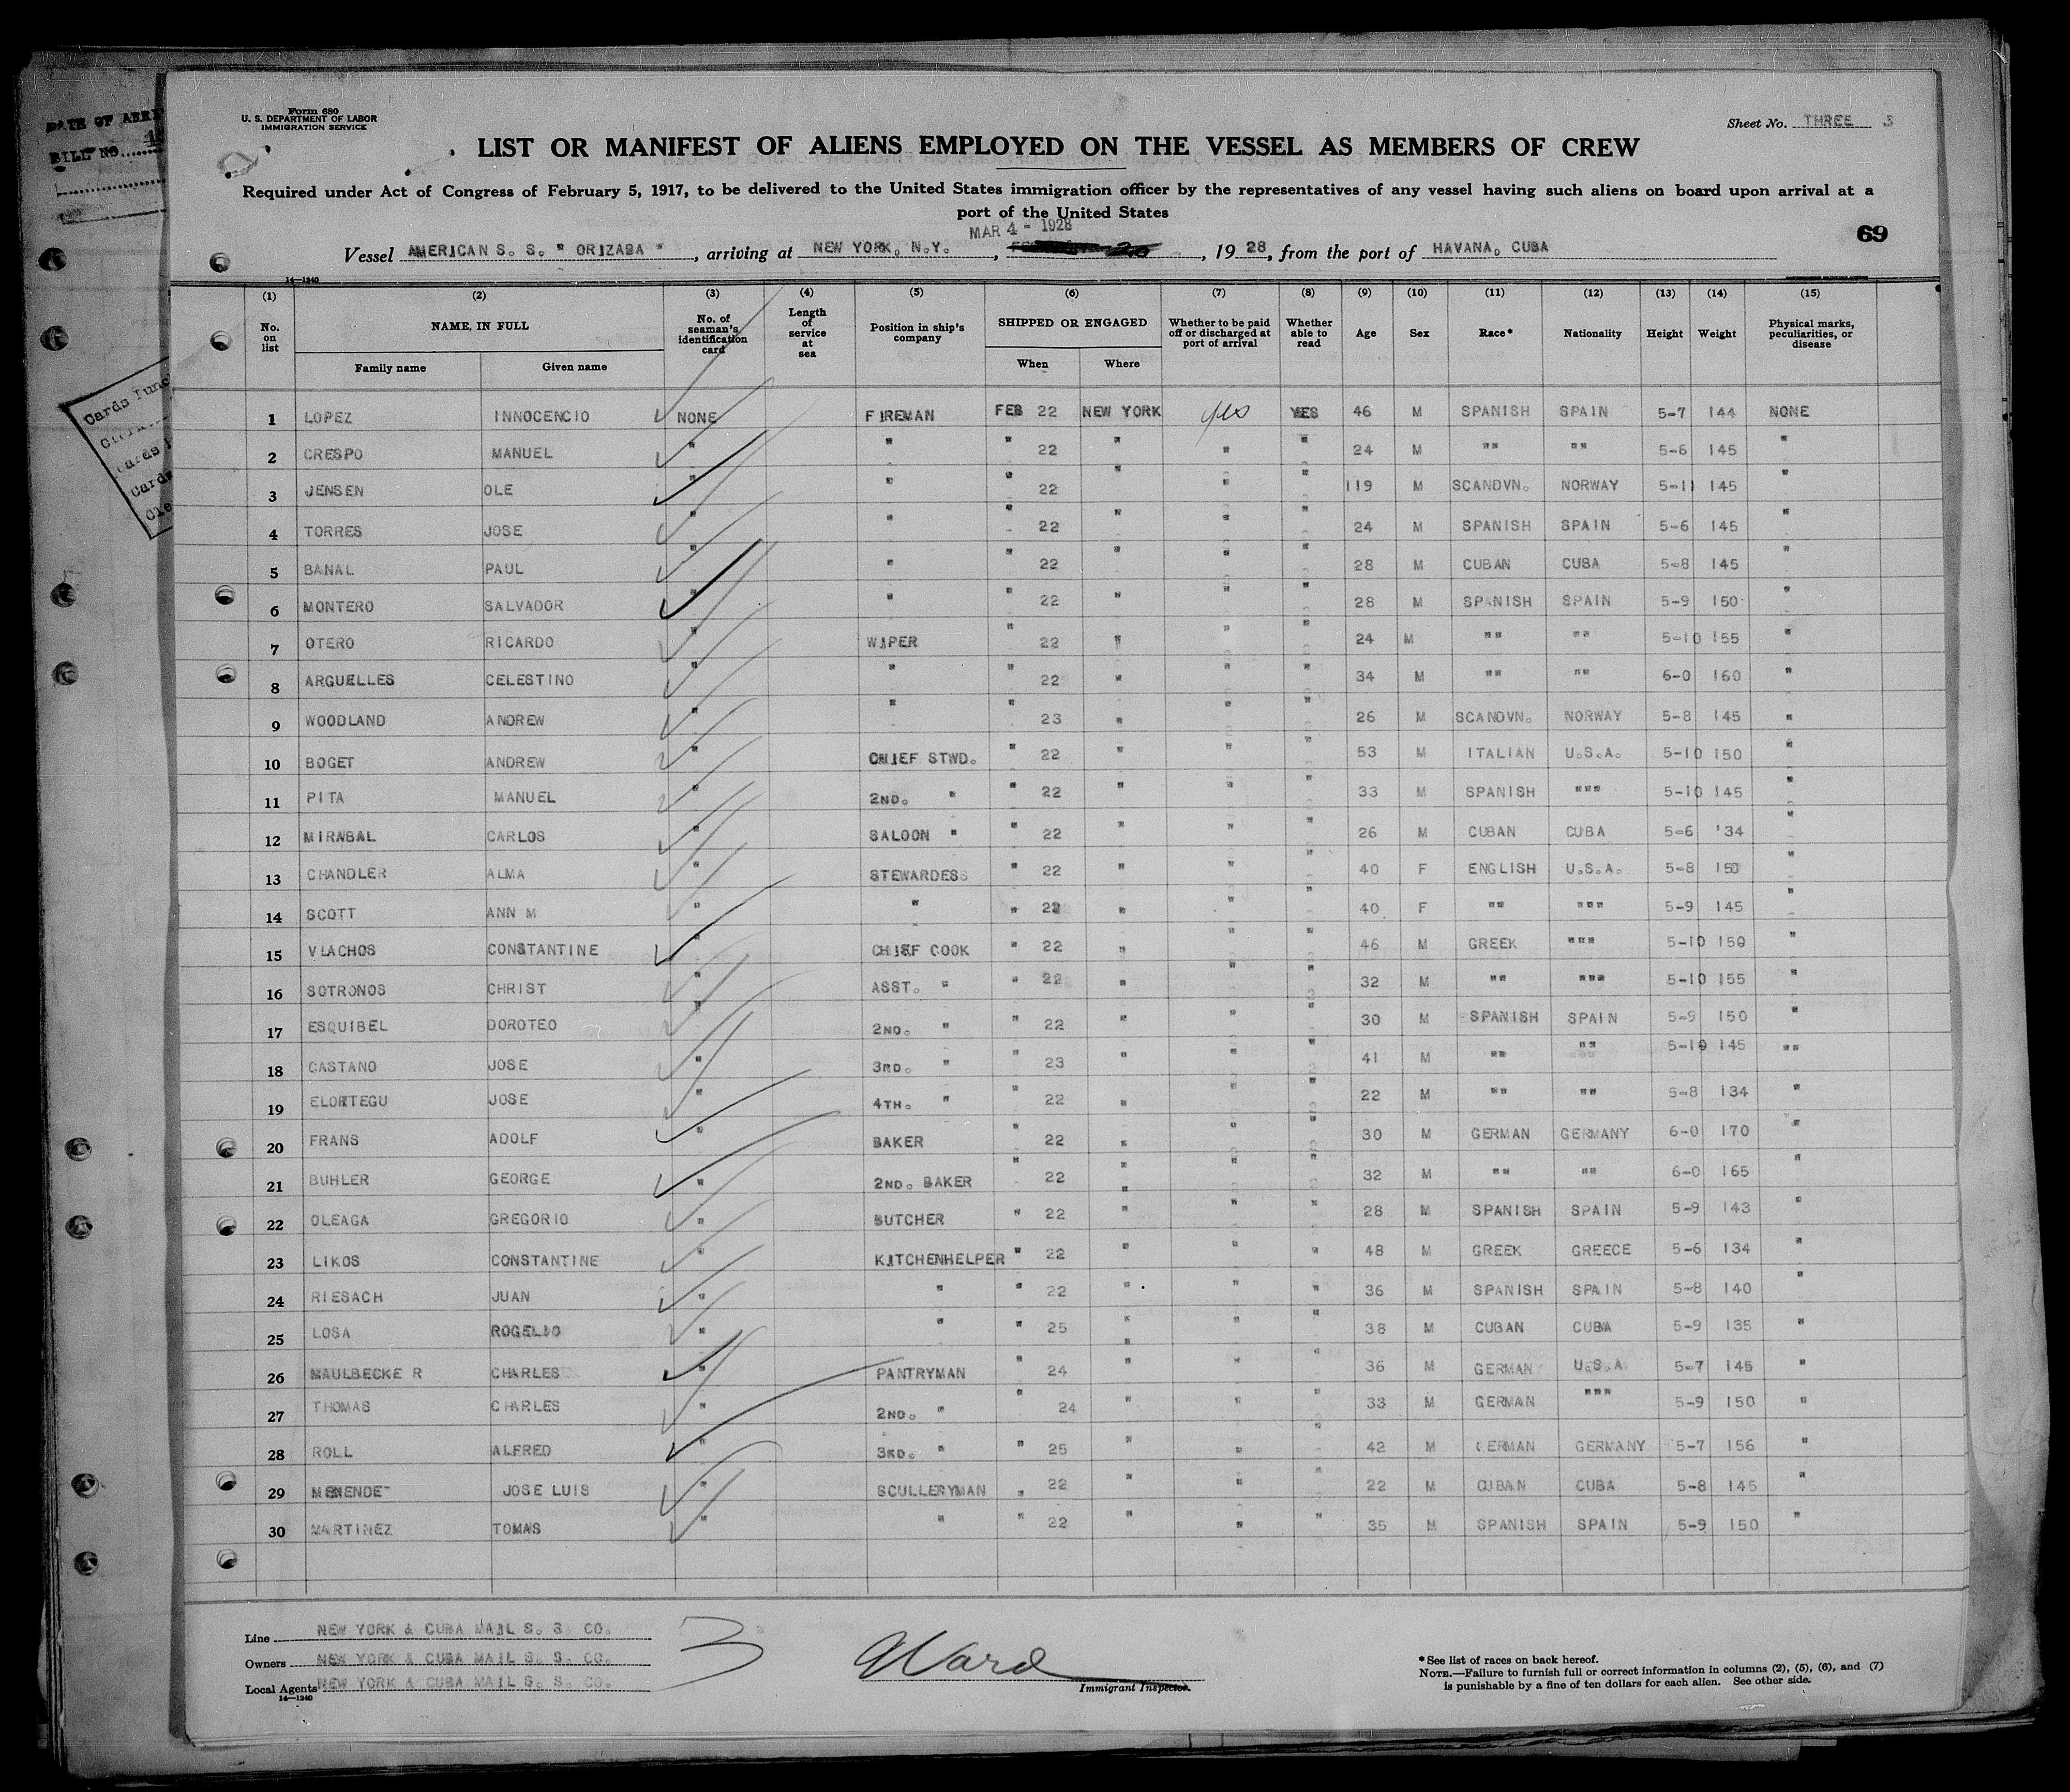 DATE OF ARRI
BILL NO.
Cards
Cards
Form 680
U. S. DEPARTMENT OF LABOR
IMMIGRATION SERVICE
Sheet No. THREE 3
LIST OR MANIFEST OF ALIENS EMPLOYED ON THE VESSEL AS MEMBERS OF CREW
Required under Act of Congress of February 5, 1917, to be delivered to the United States immigration officer by the representatives of any vessel having such aliens on board upon arrival at a
port of the United States
MAR 4 - 1928
69
Vessel AMERICAN S. S. " ORIZABA ", arriving at NEW YORK. N.Y., 1928, from the port of HAVANA. CUBA
14—1240
(1) (2) (3) (4) (5) (6) (7) (8) (9) (10) (11) (12) (13) (14) (15)
No. on list NAME, IN FULL Family name Given name No. of seaman's identification card Length of service at sea Position in ship's company SHIPPED OR ENGAGED When Where Whether to be paid off or discharged at port of arrival Whether able to read Age Sex Race* Nationality Height Weight Physical marks, peculiarities, or disease
1 LOPEZ INNOCENCIO NONE FIREMAN FEB 22 NEW YORK yes YES 46 M SPANISH SPAIN 5-7 144 NONE
2 CRESPO MANUEL " " " 22 " " " 24 M "" "" 5-6 145 "
3 JENSEN OLE " " " 22 " " " 119 M SCANDVN. NORWAY 5-11 145 "
4 TORRES JOSE " " " 22 " " " 24 M SPANISH SPAIN 5-6 145 "
5 BANAL PAUL " " " 22 " " " 28 M CUBAN CUBA 5-8 145 "
6 MONTERO SALVADOR " " " 22 " " " 28 M SPANISH SPAIN 5-9 150 "
7 OTERO RICARDO " WIPER " 22 " " " 24 M "" "" 5-10 155 "
8 ARGUELLES CELESTINO " " " 22 " " " 34 M "" "" 6-0 160 "
9 WOODLAND ANDREW " " " 23 " " " 26 M SCANDVN. NORWAY 5-8 145 "
10 BOGET ANDREW " CHIEF STWD. " 22 " " " 53 M ITALIAN U.S.A. 5-10 150 "
11 PITA MANUEL " 2ND. " " 22 " " " 33 M SPANISH """ 5-10 145 "
12 MIRABAL CARLOS " SALOON " " 22 " " " 26 M CUBAN CUBA 5-6 '34 "
13 CHANDLER ALMA " STEWARDESS " 22 " " " 40 F ENGLISH U.S.A. 5-8 150 "
14 SCOTT ANN M " " " 22 " " " 40 F "" """ 5-9 145 "
15 VLACHOS CONSTANTINE " CHIEF COOK " 22 " " " 46 M GREEK """ 5-10 150 "
16 SOTRONOS CHRIST " ASST. " " 22 " " " 32 M "" """ 5-10 155 "
17 ESQUIBEL DOROTEO " 2ND. " " 22 " " " 30 M SPANISH SPAIN 5-9 150 "
18 CASTANO JOSE " 3RD. " " 23 " " " 41 M "" "" 5-10 145 ""
19 ELORTEGU JOSE " 4TH. " " 22 " " " 22 M "" "" 5-8 134 "
20 FRANS ADOLF " BAKER " 22 " " " 30 M GERMAN GERMANY 6-0 170 "
21 BUHLER GEORGE " 2ND. BAKER " 22 " " " 32 M "" "" 6-0 165 "
22 OLEAGA GREGORIO " BUTCHER " 22 " " " 28 M SPANISH SPAIN 5-9 143 "
23 LIKOS CONSTANTINE " KITCHENHELPER " 22 " " " 48 M GREEK GREECE 5-6 134 "
24 RIESACH JUAN " " " 22 " " " 36 M SPANISH SPAIN 5-8 140 "
25 LOSA ROGELIO " " " 25 " " " 38 M CUBAN CUBA 5-9 135 "
26 MAULBECKE R CHARLES " PANTRYMAN " 24 " " " 36 M GERMAN U.S.A 5-7 145 "
27 THOMAS CHARLES " 2ND. " " 24 " " " 33 M GERMAN """ 5-9 150 "
28 ROLL ALFRED " 3RD. " " 25 " " " 42 M GERMAN GERMANY 5-7 156 "
29 MENENDE JOSE LUIS " SCULLERYMAN " 22 " " " 22 M CUBAN CUBA 5-8 145 "
30 MARTINEZ TOMAS " " " 22 " " " 35 M SPANISH SPAIN 5-9 150 "
Line NEW YORK & CUBA MAIL S. S. CO.
Owners NEW YORK & CUBA MAIL S. S. CO.
Local Agents NEW YORK & CUBA MAIL S. S. CO.
14—1240
3
Ward
Immigrant Inspector.
* See list of races on back hereof.
NOTE.—Failure to furnish full or correct information in columns (2), (5), (6), and (7)
is punishable by a fine of ten dollars for each alien. See other side.